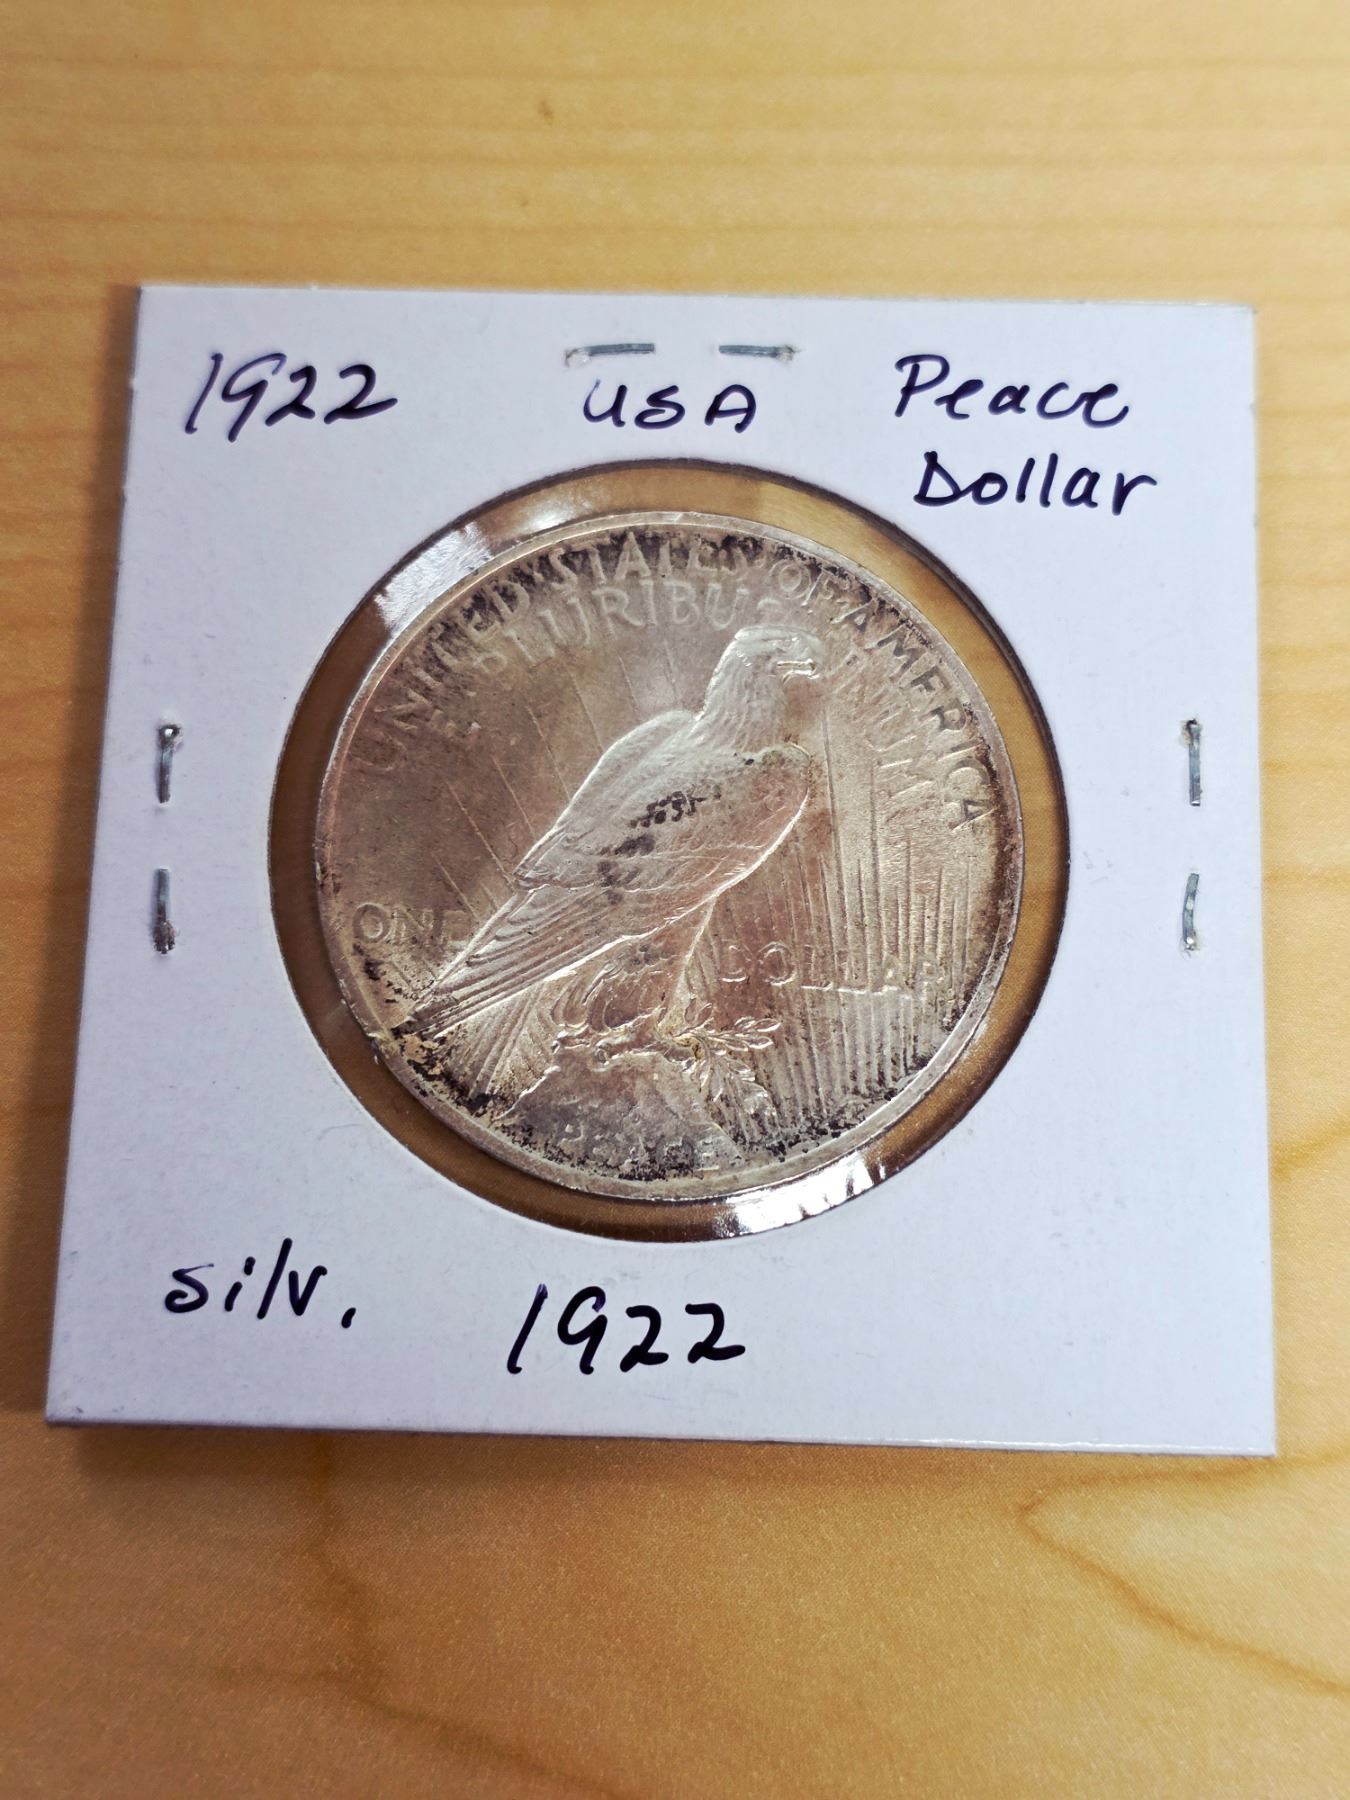 1922 USA Peace
Dollar
UNITED·STATES·OF·AMERICA
E PLURIBUS UNUM
ONE DOLLAR
PEACE
silv. 1922